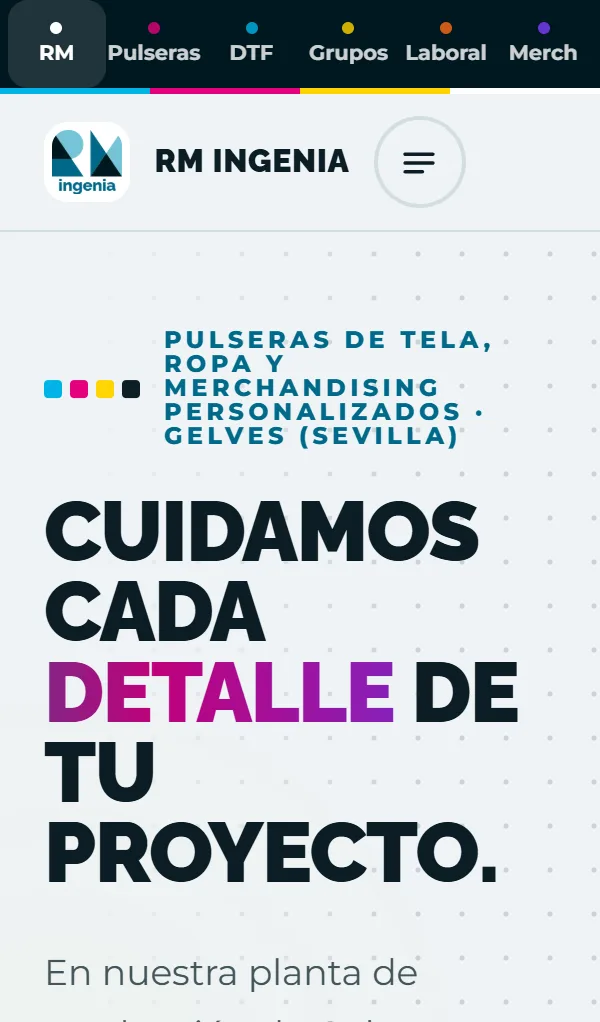 RM Pulseras DTF Grupos Laboral Merch
RM
ingenia
RM INGENIA
PULSERAS DE TELA,
ROPA Y
MERCHANDISING
PERSONALIZADOS ·
GELVES (SEVILLA)
CUIDAMOS
CADA
DETALLE DE
TU
PROYECTO.
En nuestra planta de